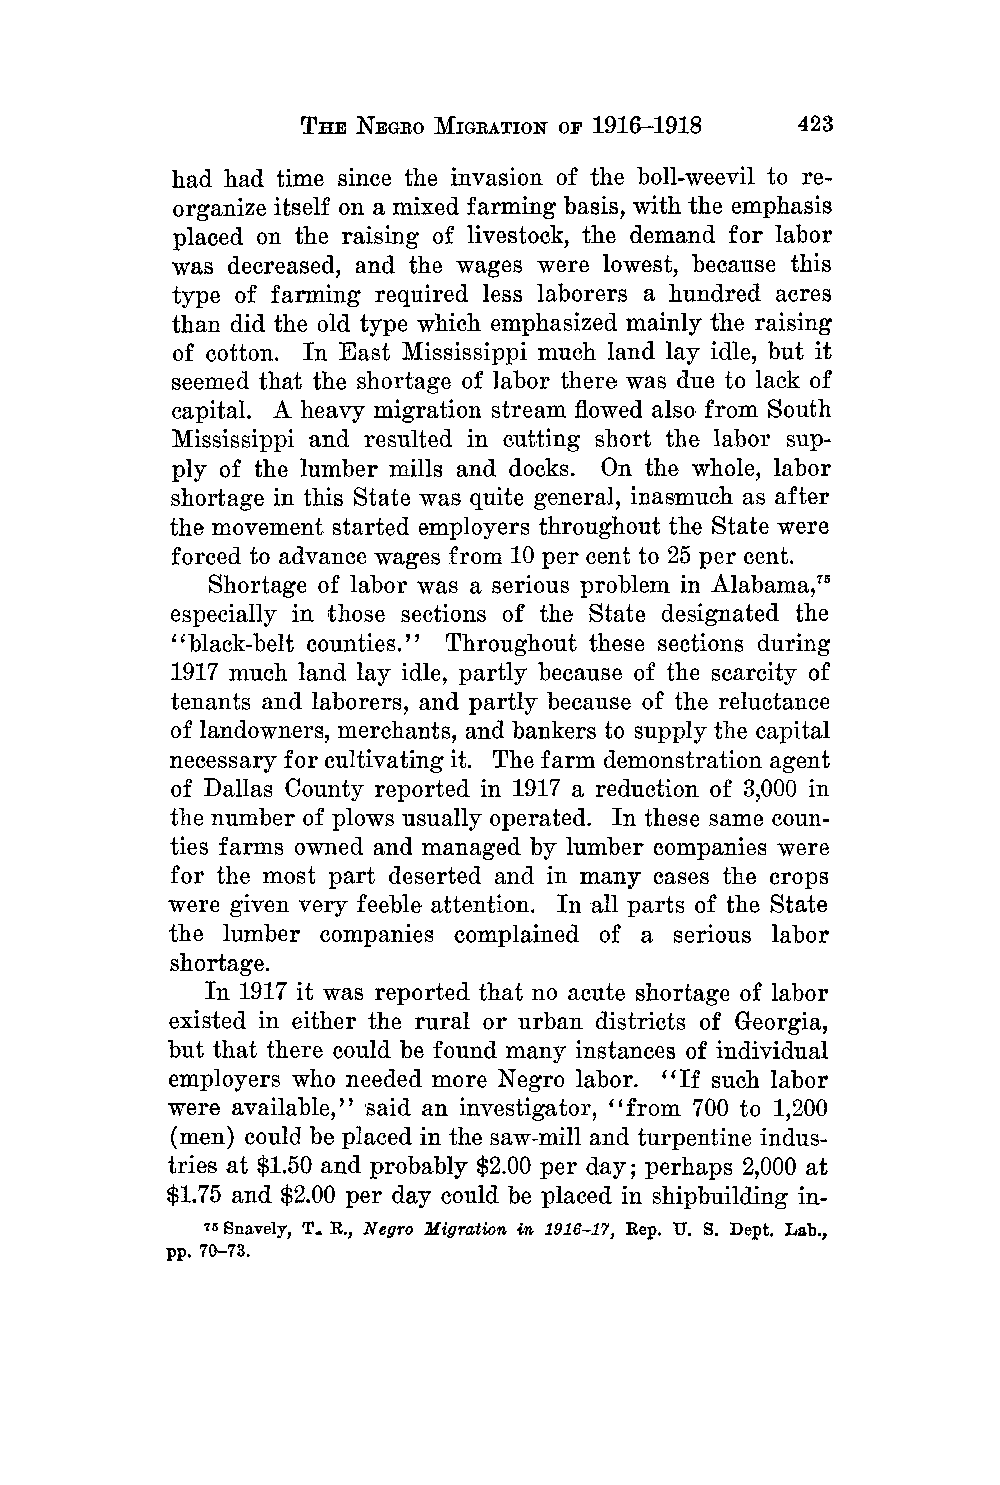 The Negro Migration of 1916–1918 423
had had time since the invasion of the boll-weevil to re-
organize itself on a mixed farming basis, with the emphasis
placed on the raising of livestock, the demand for labor
was decreased, and the wages were lowest, because this
type of farming required less laborers a hundred acres
than did the old type which emphasized mainly the raising
of cotton. In East Mississippi much land lay idle, but it
seemed that the shortage of labor there was due to lack of
capital. A heavy migration stream flowed also from South
Mississippi and resulted in cutting short the labor sup-
ply of the lumber mills and docks. On the whole, labor
shortage in this State was quite general, inasmuch as after
the movement started employers throughout the State were
forced to advance wages from 10 per cent to 25 per cent.
Shortage of labor was a serious problem in Alabama,⁷⁵
especially in those sections of the State designated the
‘‘black-belt counties.’’ Throughout these sections during
1917 much land lay idle, partly because of the scarcity of
tenants and laborers, and partly because of the reluctance
of landowners, merchants, and bankers to supply the capital
necessary for cultivating it. The farm demonstration agent
of Dallas County reported in 1917 a reduction of 3,000 in
the number of plows usually operated. In these same coun-
ties farms owned and managed by lumber companies were
for the most part deserted and in many cases the crops
were given very feeble attention. In all parts of the State
the lumber companies complained of a serious labor
shortage.
In 1917 it was reported that no acute shortage of labor
existed in either the rural or urban districts of Georgia,
but that there could be found many instances of individual
employers who needed more Negro labor. ‘‘If such labor
were available,’’ said an investigator, ‘‘from 700 to 1,200
(men) could be placed in the saw-mill and turpentine indus-
tries at $1.50 and probably $2.00 per day; perhaps 2,000 at
$1.75 and $2.00 per day could be placed in shipbuilding in-
⁷⁵ Snavely, T. R., Negro Migration in 1916–17, Rep. U. S. Dept. Lab.,
pp. 70–73.